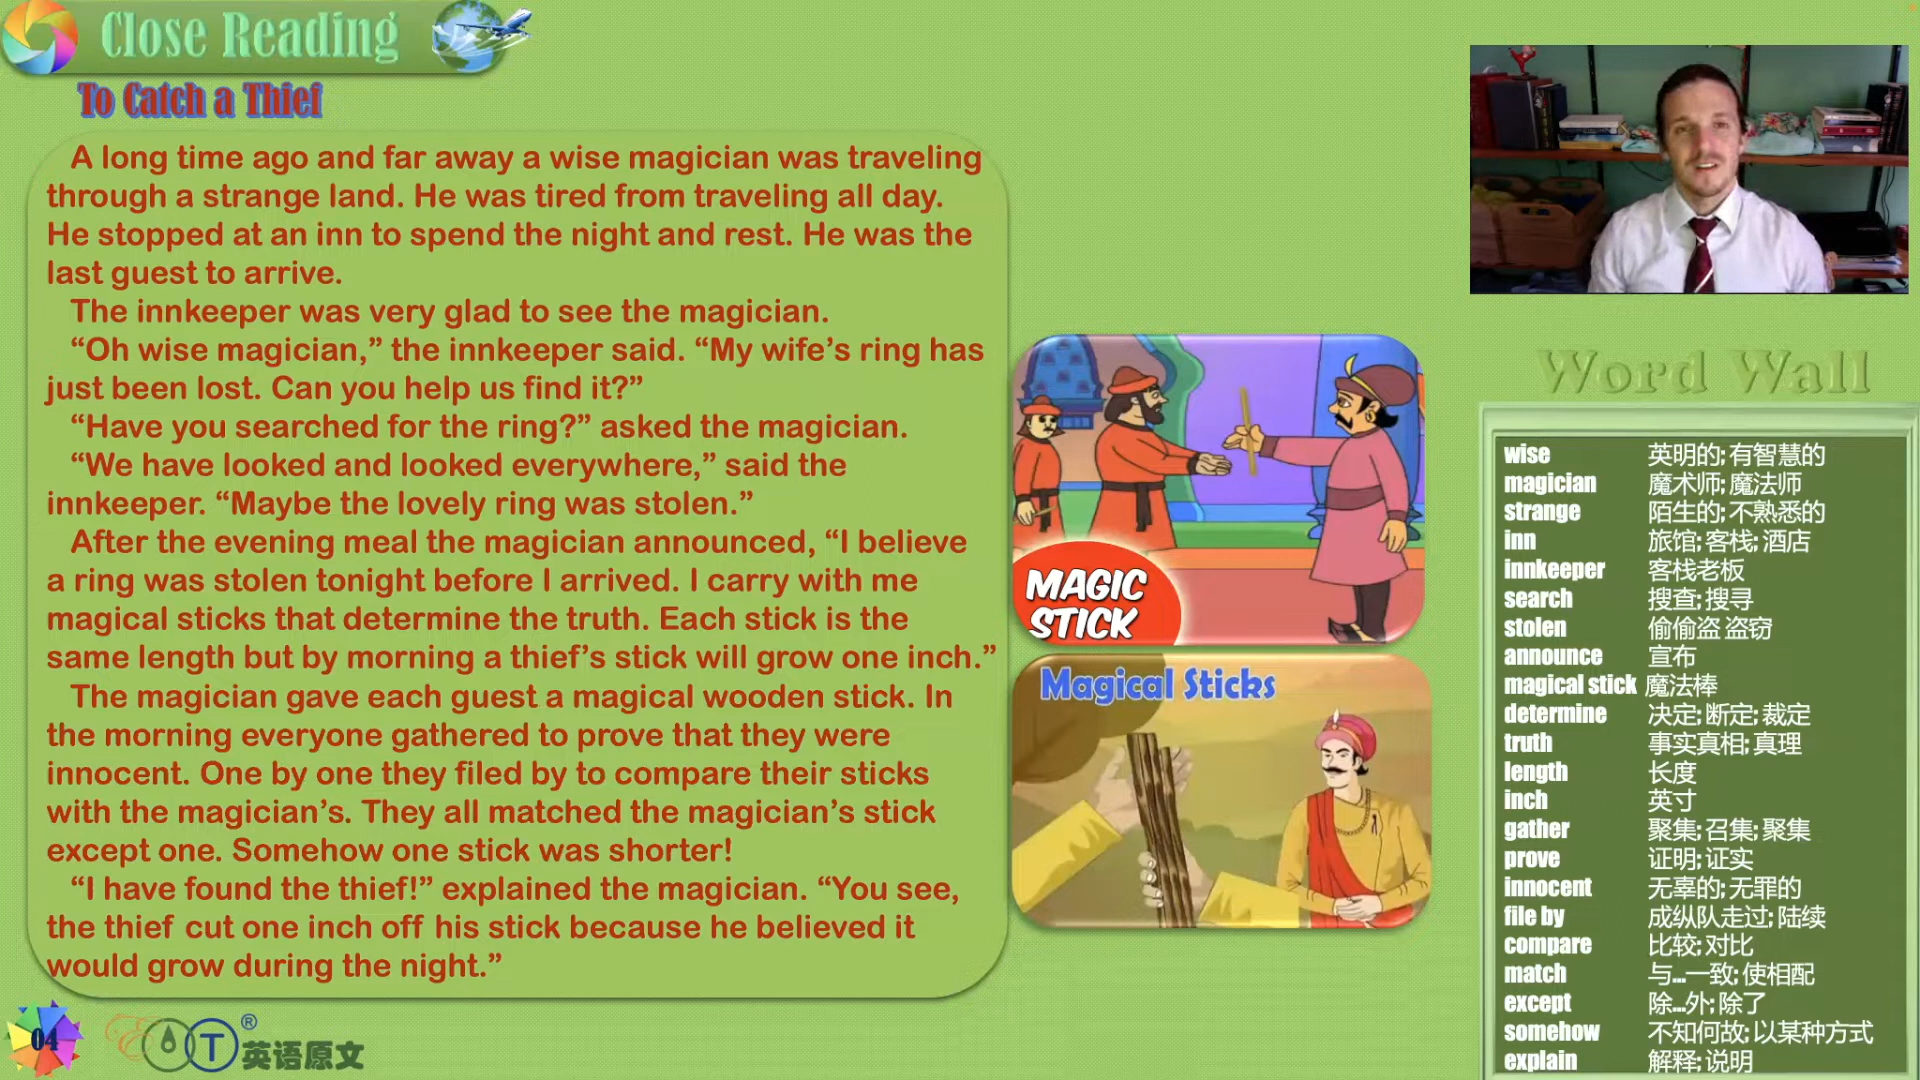 Close Reading
To Catch a Thief
A long time ago and far away a wise magician was traveling
through a strange land. He was tired from traveling all day.
He stopped at an inn to spend the night and rest. He was the
last guest to arrive.
The innkeeper was very glad to see the magician.
“Oh wise magician,” the innkeeper said. “My wife’s ring has
just been lost. Can you help us find it?”
“Have you searched for the ring?” asked the magician.
“We have looked and looked everywhere,” said the
innkeeper. “Maybe the lovely ring was stolen.”
After the evening meal the magician announced, “I believe
a ring was stolen tonight before I arrived. I carry with me
magical sticks that determine the truth. Each stick is the
same length but by morning a thief’s stick will grow one inch.”
The magician gave each guest a magical wooden stick. In
the morning everyone gathered to prove that they were
innocent. One by one they filed by to compare their sticks
with the magician’s. They all matched the magician’s stick
except one. Somehow one stick was shorter!
“I have found the thief!” explained the magician. “You see,
the thief cut one inch off his stick because he believed it
would grow during the night.”
MAGIC
STICK
Magical Sticks
Word Wall
wise 英明的; 有智慧的
magician 魔术师; 魔法师
strange 陌生的; 不熟悉的
inn 旅馆; 客栈; 酒店
innkeeper 客栈老板
search 搜查; 搜寻
stolen 偷偷盗 盗窃
announce 宣布
magical stick 魔法棒
determine 决定; 断定; 裁定
truth 事实真相; 真理
length 长度
inch 英寸
gather 聚集; 召集; 聚集
prove 证明; 证实
innocent 无辜的; 无罪的
file by 成纵队走过; 陆续
compare 比较; 对比
match 与...一致; 使相配
except 除...外; 除了
somehow 不知何故; 以某种方式
explain 解释; 说明
04
T ® 英语原文